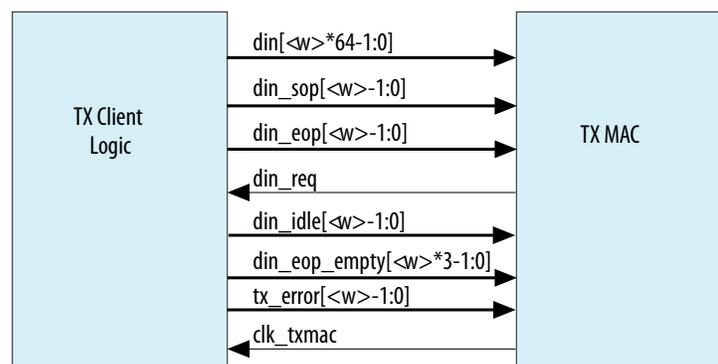 din[<w>*64-1:0]
din_sop[<w>-1:0]
TX Client
Logic
din_eop[<w>-1:0]
TX MAC
din_req
din_idle[<w>-1:0]
din_eop_empty[<w>*3-1:0]
tx_error[<w>-1:0]
clk_txmac